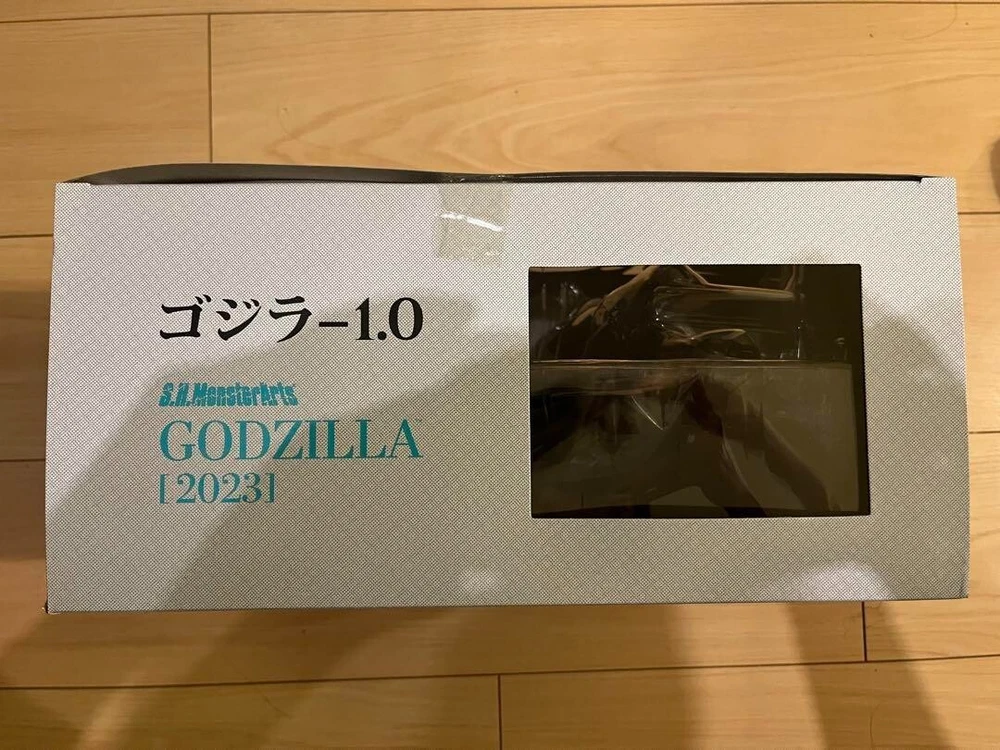 ゴジラ-1.0
S.H.MonsterArts
GODZILLA
[2023]